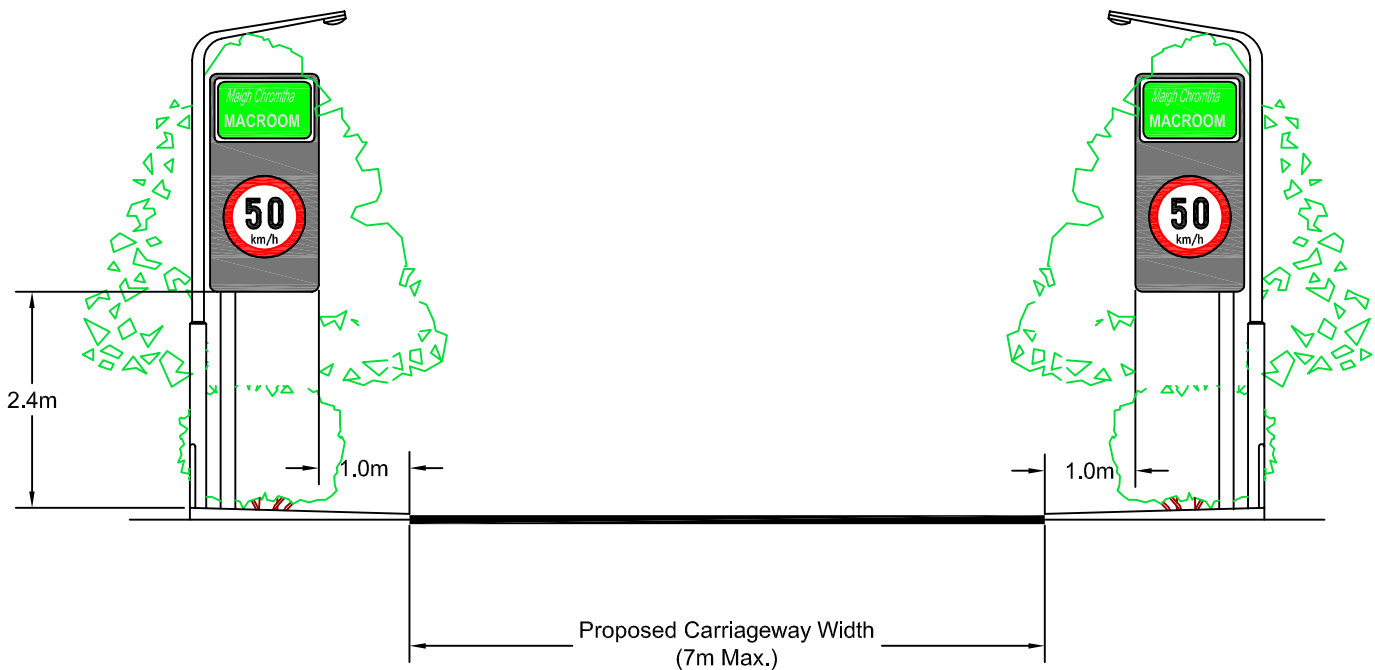 Maigh Chromtha
MACROOM
50
km/h
Maigh Chromtha
MACROOM
50
km/h
2.4m
1.0m
1.0m
Proposed Carriageway Width
(7m Max.)